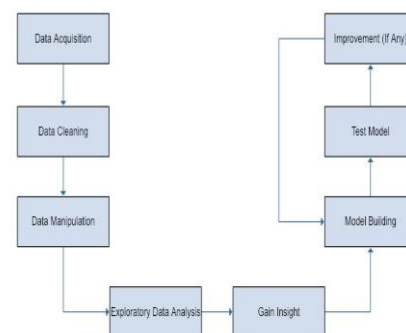 Data Acquisition
Data Cleaning
Data Manipulation
Exploratory Data Analysis
Gain Insight
Model Building
Test Model
Improvement (If Any)